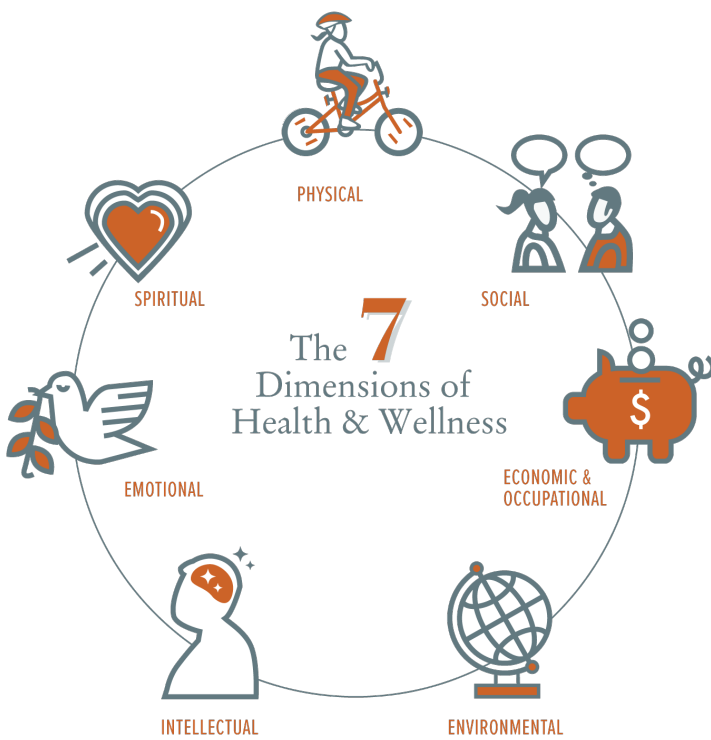 PHYSICAL
SPIRITUAL
SOCIAL
The 7
Dimensions of
Health & Wellness
$
ECONOMIC &
OCCUPATIONAL
EMOTIONAL
INTELLECTUAL
ENVIRONMENTAL